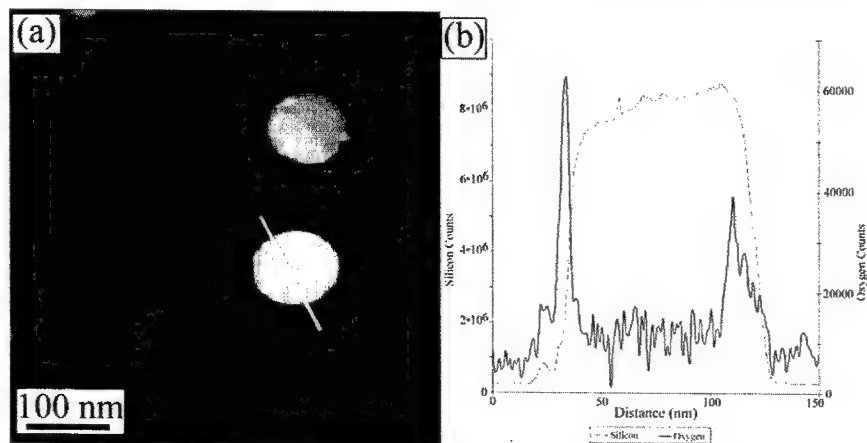 (a)
100 nm
(b)
Silicon Counts
8•10⁶
6•10⁶
4•10⁶
2•10⁶
0
60000
40000
20000
0
Oxygen Counts
0
50
100
150
Distance (nm)
Silicon
Oxygen